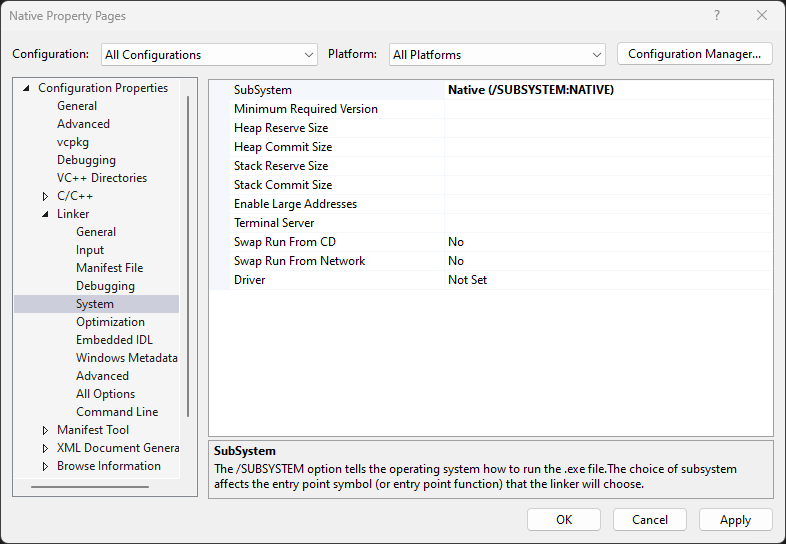 Native Property Pages
?
Configuration: All Configurations Platform: All Platforms Configuration Manager...
Configuration Properties
General
Advanced
vcpkg
Debugging
VC++ Directories
C/C++
Linker
General
Input
Manifest File
Debugging
System
Optimization
Embedded IDL
Windows Metadata
Advanced
All Options
Command Line
Manifest Tool
XML Document Genera
Browse Information
SubSystem Native (/SUBSYSTEM:NATIVE)
Minimum Required Version
Heap Reserve Size
Heap Commit Size
Stack Reserve Size
Stack Commit Size
Enable Large Addresses
Terminal Server
Swap Run From CD No
Swap Run From Network No
Driver Not Set
SubSystem
The /SUBSYSTEM option tells the operating system how to run the .exe file.The choice of subsystem
affects the entry point symbol (or entry point function) that the linker will choose.
OK Cancel Apply